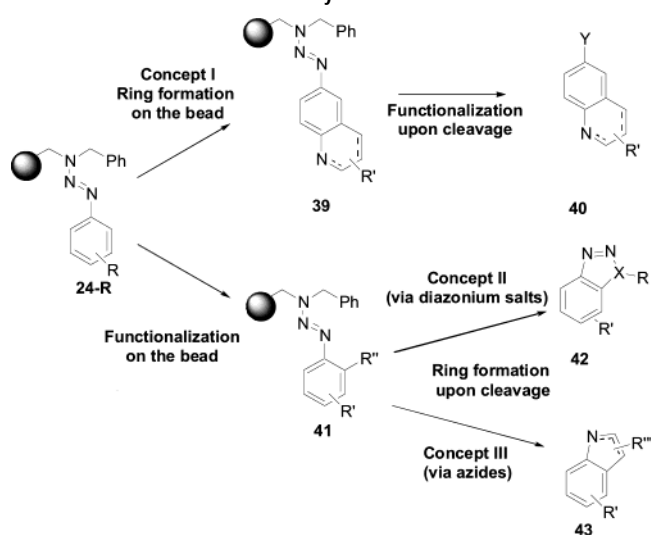 N
Ph
N
N
Y
Concept I
Ring formation
on the bead
Functionalization
upon cleavage
N
R'
N
R'
39
40
N
Ph
N
N
R
24-R
Functionalization
on the bead
N
Ph
N
N
R"
R'
41
Concept II
(via diazonium salts)
N
N
X
R
R'
42
Ring formation
upon cleavage
Concept III
(via azides)
N
R'''
R'
43